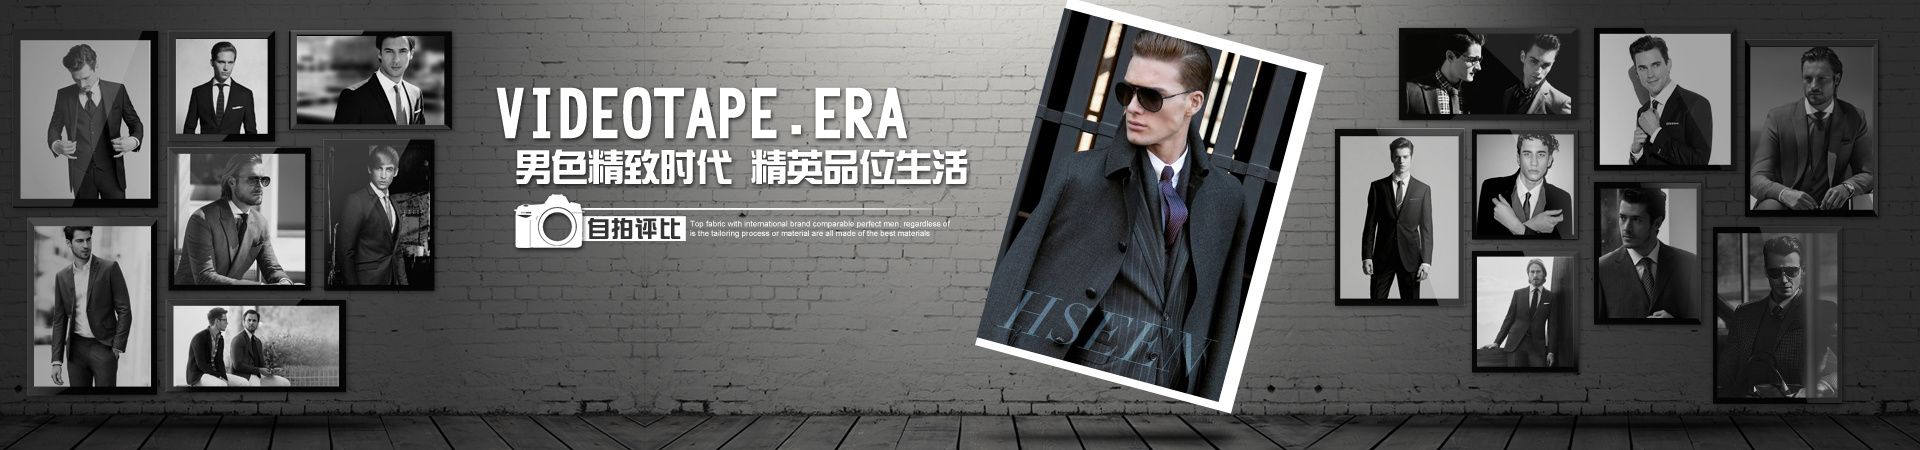 VIDEOTAPE.ERA
男色精致时代 精英品位生活
自拍评比
Top fabric with international brand comparable perfect men, regardless of
is the tailoring process or material are all made of the best materials
HSEEN